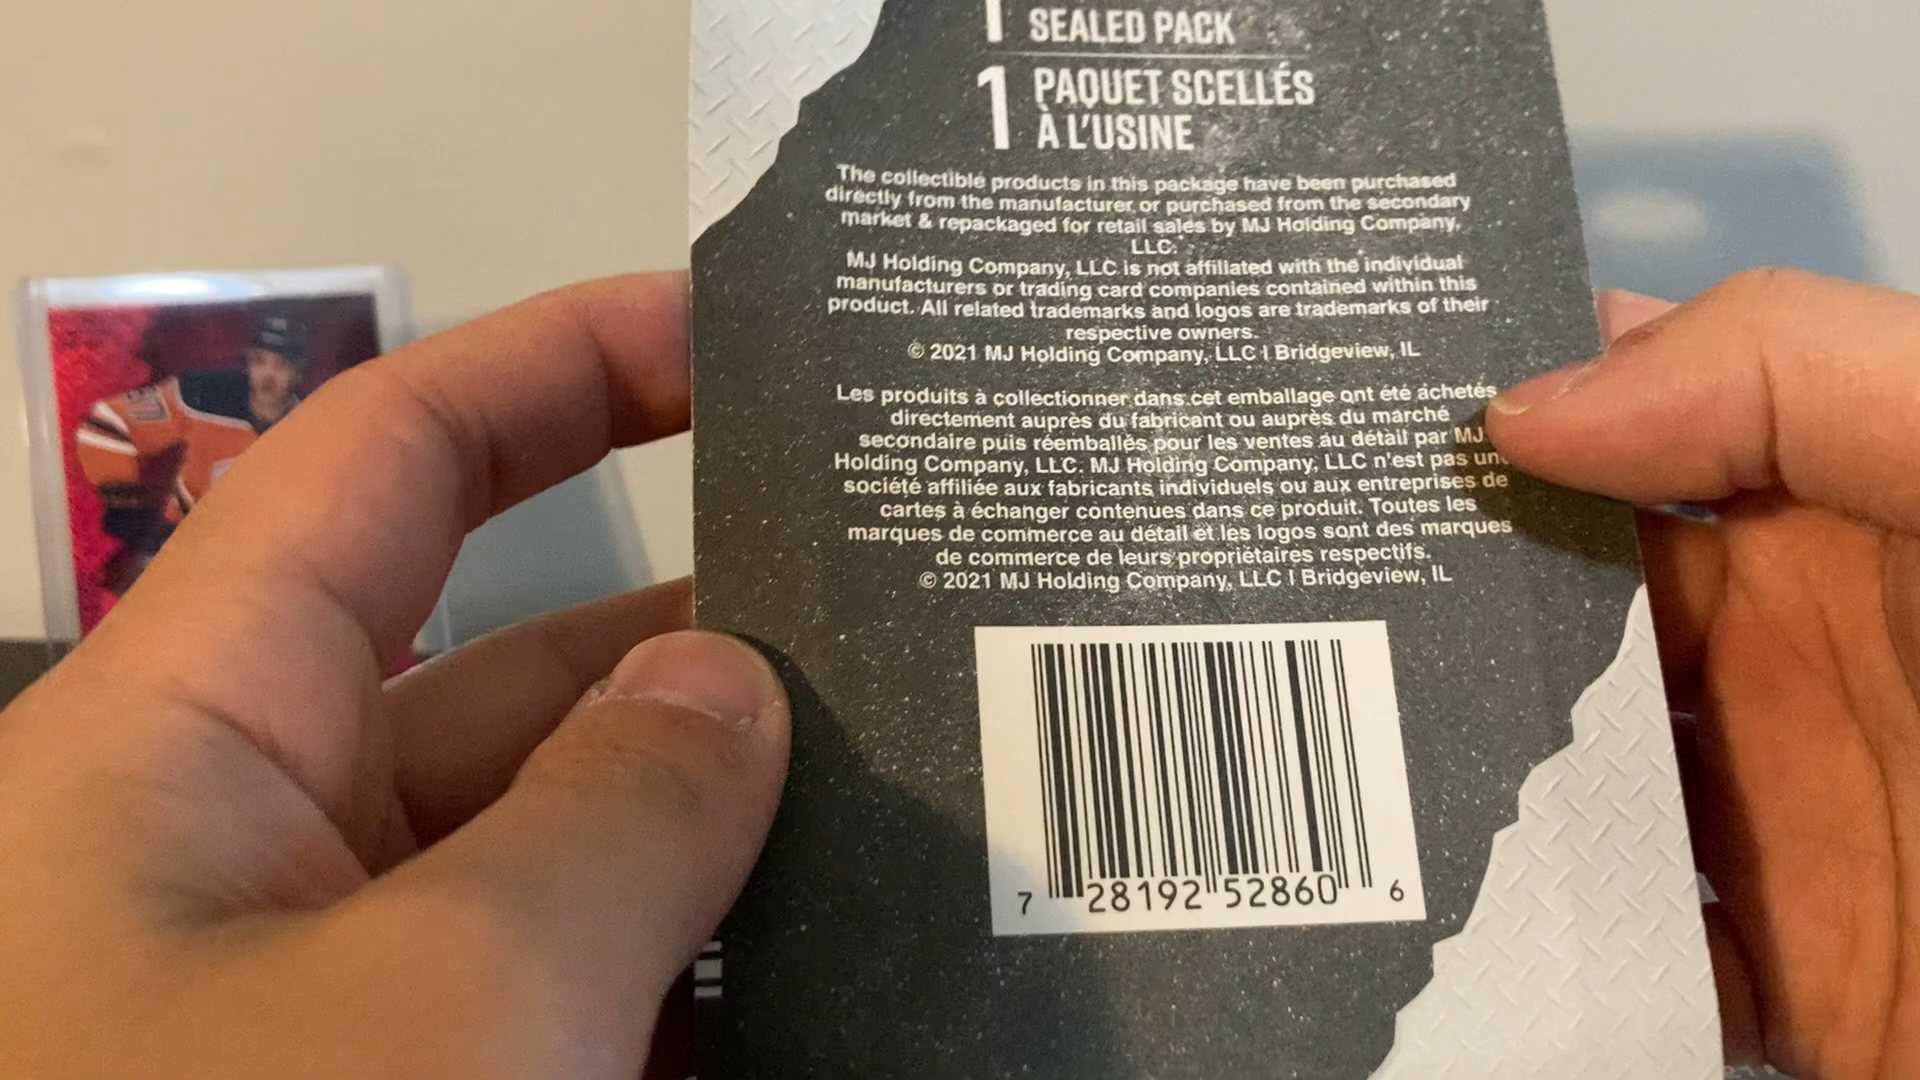 1 SEALED PACK
1 PAQUET SCELLÉS
À L'USINE
The collectible products in this package have been purchased
directly from the manufacturer or purchased from the secondary
market & repackaged for retail sales by MJ Holding Company,
LLC.
MJ Holding Company, LLC is not affiliated with the individual
manufacturers or trading card companies contained within this
product. All related trademarks and logos are trademarks of their
respective owners.
© 2021 MJ Holding Company, LLC I Bridgeview, IL
Les produits à collectionner dans cet emballage ont été achetés
directement auprès du fabricant ou auprès du marché
secondaire puis réemballés pour les ventes au détail par MJ
Holding Company, LLC. MJ Holding Company, LLC n'est pas une
société affiliée aux fabricants individuels ou aux entreprises de
cartes à échanger contenues dans ce produit. Toutes les
marques de commerce au détail et les logos sont des marques
de commerce de leurs propriétaires respectifs.
© 2021 MJ Holding Company, LLC I Bridgeview, IL
7 28192 52860 6